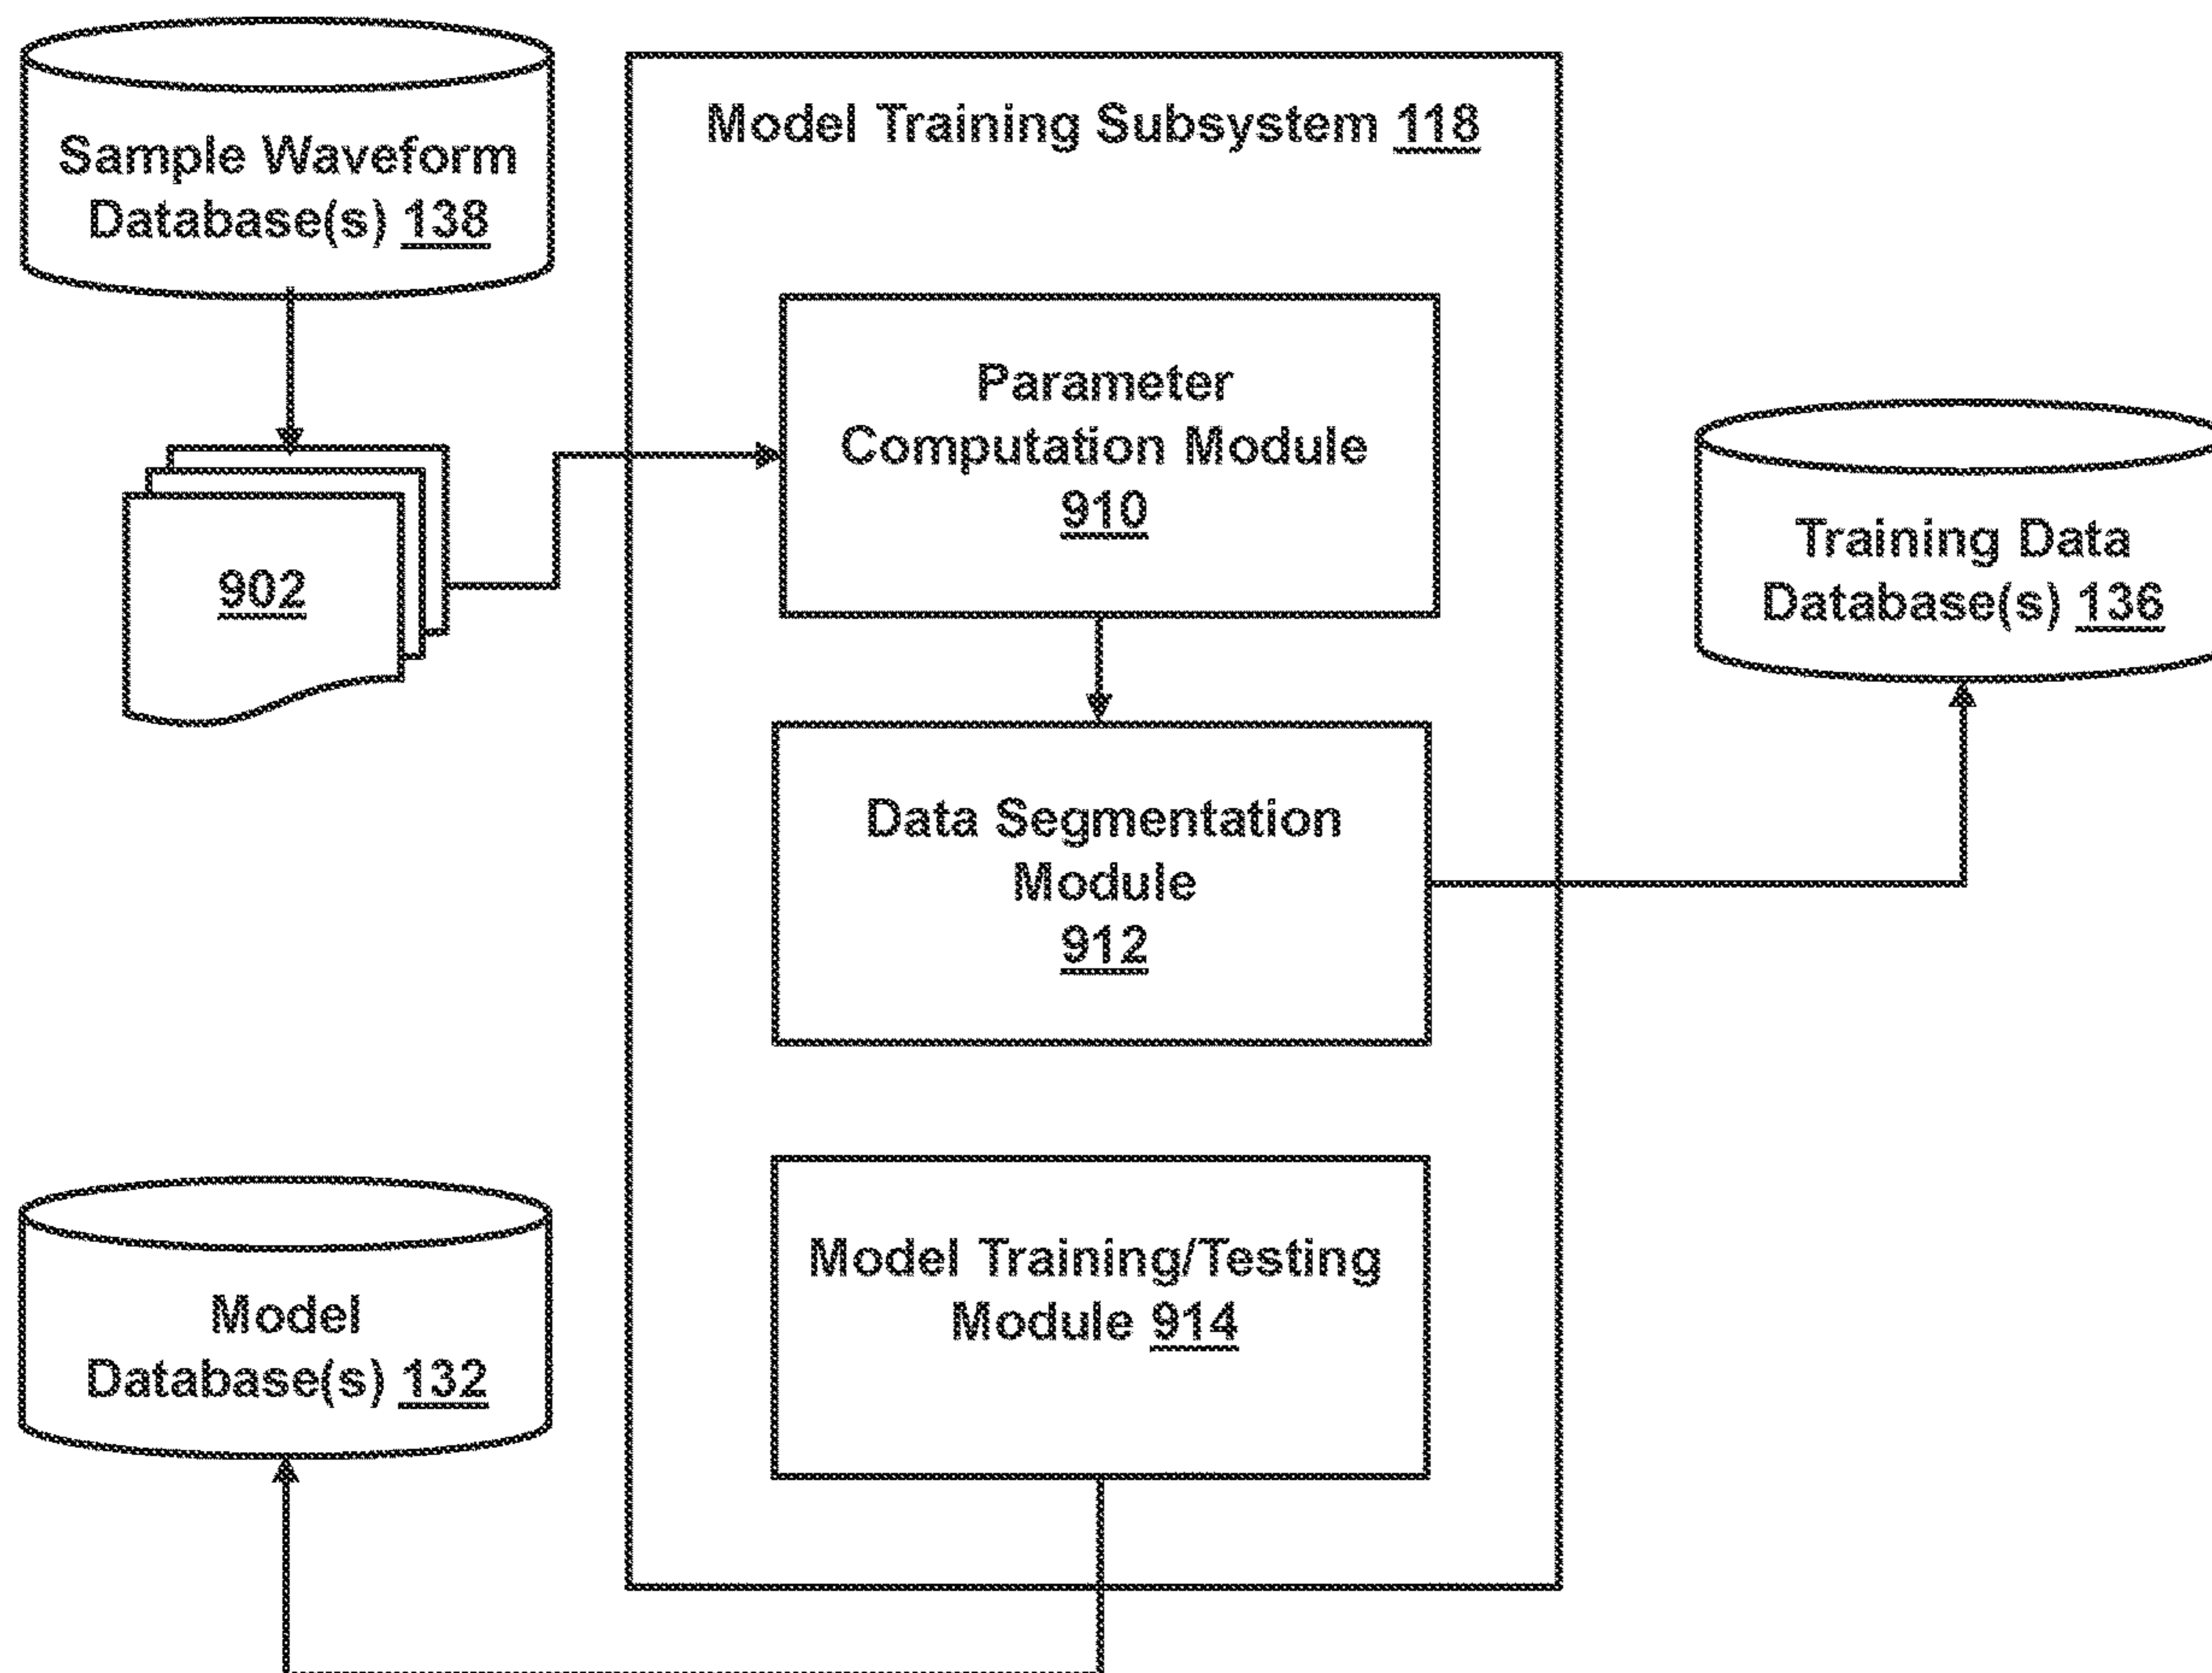 Sample Waveform
Database(s) 138
Model Training Subsystem 118
Parameter
Computation Module
910
902
Training Data
Database(s) 136
Data Segmentation
Module
912
Model Training/Testing
Module 914
Model
Database(s) 132